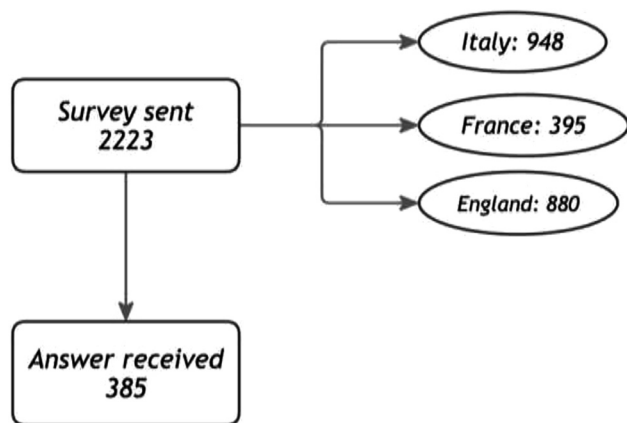 Survey sent
2223
Italy: 948
France: 395
England: 880
Answer received
385